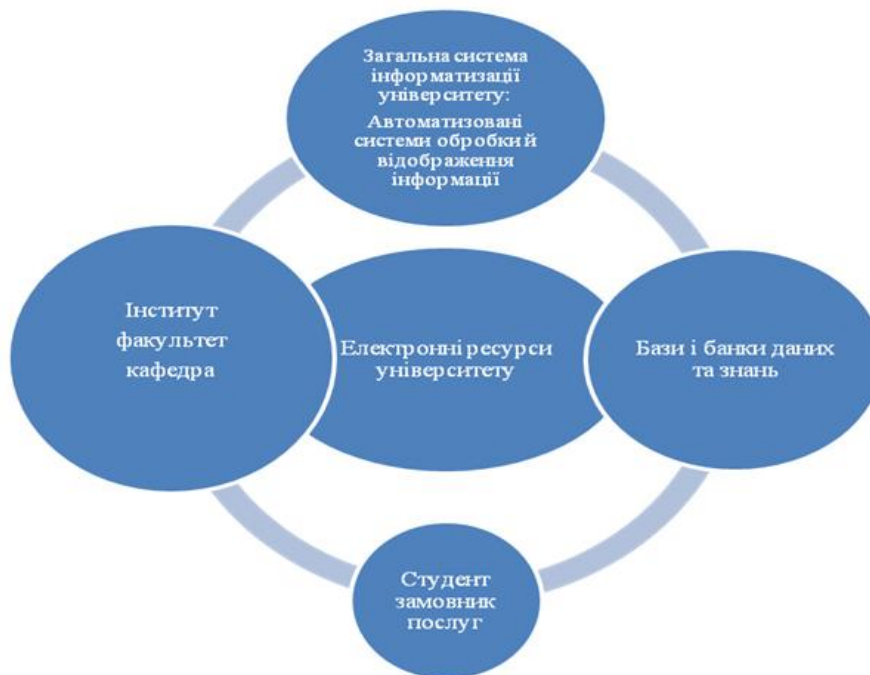 Загальна система
інформатизації
університету:
Автоматизовані
системи обробки й
відображення
інформації
Інститут
факультет
кафедра
Електронні ресурси
університету
Бази і банки даних
та знань
Студент
замовник
послуг